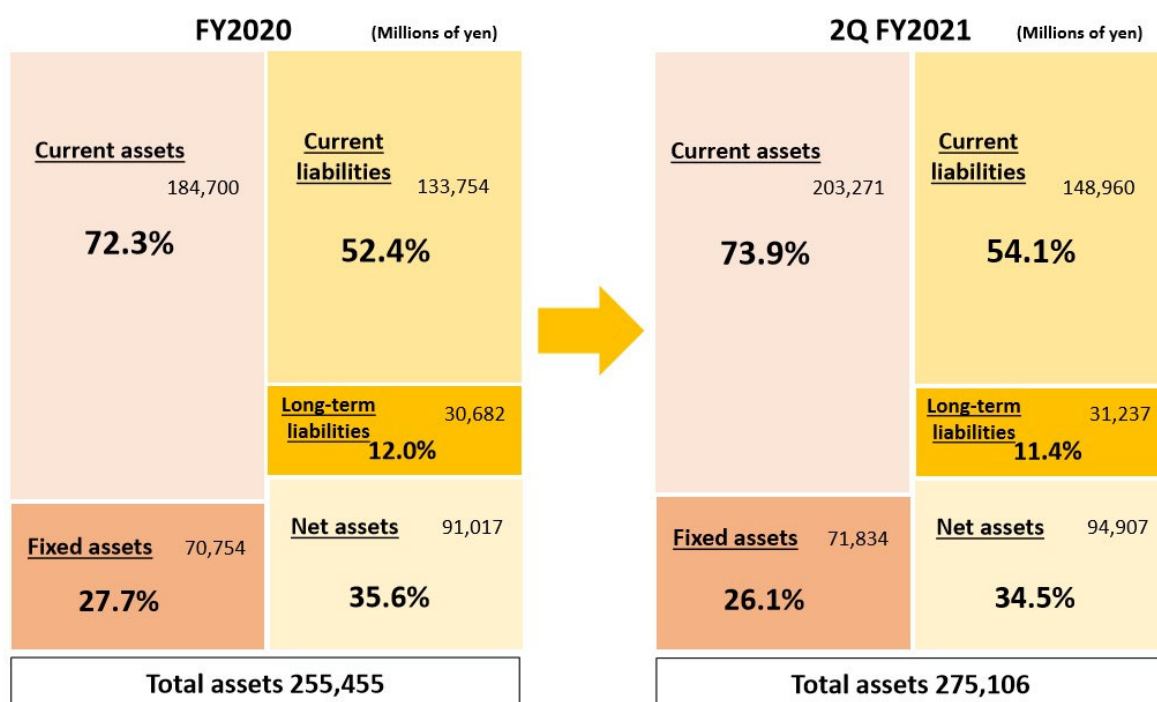 FY2020 (Millions of yen)
Current assets
184,700
72.3%
Current
liabilities 133,754
52.4%
Long-term
liabilities 30,682
12.0%
Fixed assets 70,754
27.7%
Net assets 91,017
35.6%
Total assets 255,455
2Q FY2021 (Millions of yen)
Current assets
203,271
73.9%
Current
liabilities 148,960
54.1%
Long-term
liabilities 31,237
11.4%
Fixed assets 71,834
26.1%
Net assets 94,907
34.5%
Total assets 275,106